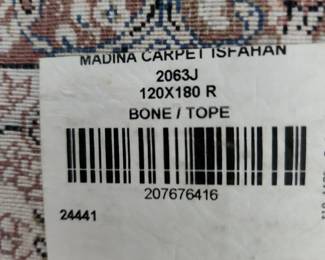 MADINA CARPET ISFAHAN
2063J
120X180 R
BONE / TOPE
207676416
24441